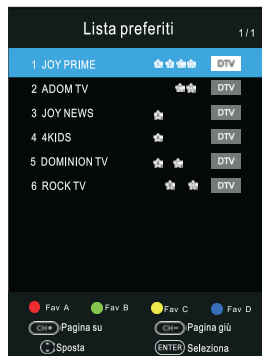 Lista preferiti 1/1
1 JOY PRIME DTV
2 ADOM TV DTV
3 JOY NEWS DTV
4 4KIDS DTV
5 DOMINION TV DTV
6 ROCK TV DTV
Fav A Fav B Fav C Fav D
CH+ Pagina su CH- Pagina giù
Sposta ENTER Seleziona